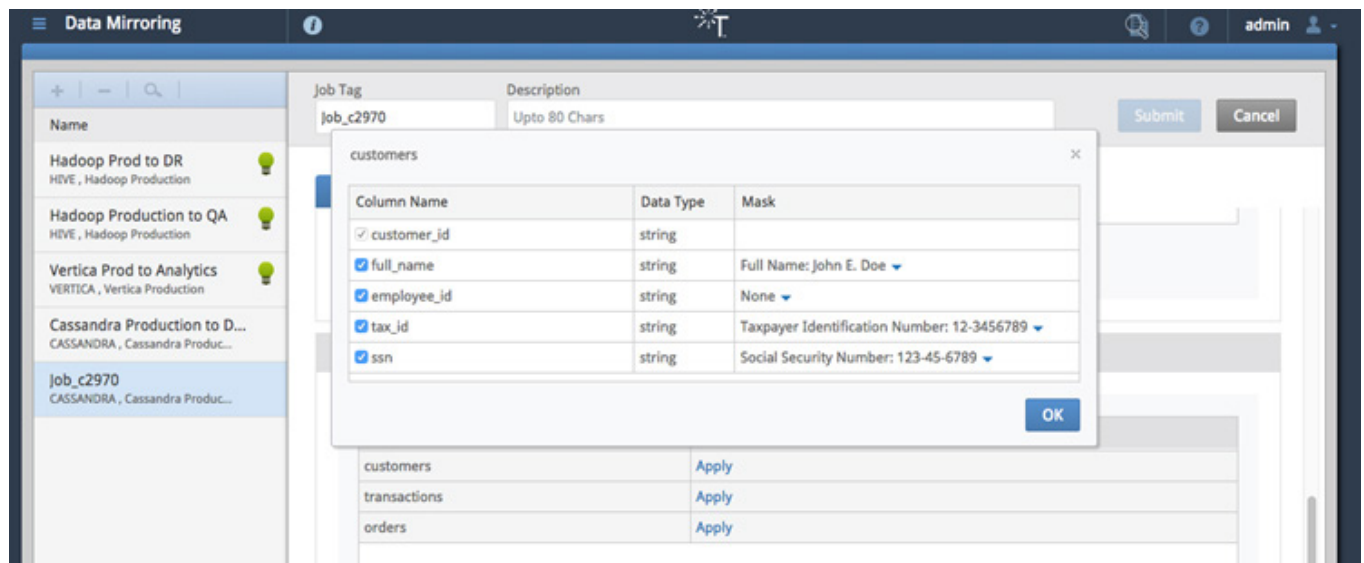 Data Mirroring
admin
Name
Hadoop Prod to DR
HIVE , Hadoop Production
Hadoop Production to QA
HIVE , Hadoop Production
Vertica Prod to Analytics
VERTICA , Vertica Production
Cassandra Production to D...
CASSANDRA , Cassandra Produc...
Job_c2970
CASSANDRA , Cassandra Produc...
Job Tag Description
Job_c2970 Upto 80 Chars Submit Cancel
customers ×
Column Name Data Type Mask
customer_id string
full_name string Full Name: John E. Doe
employee_id string None
tax_id string Taxpayer Identification Number: 12-3456789
ssn string Social Security Number: 123-45-6789
OK
customers Apply
transactions Apply
orders Apply